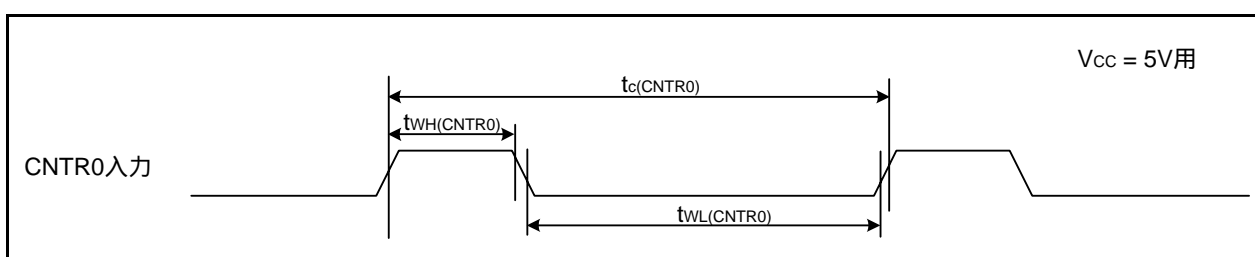 Vcc = 5V用
tc(CNTR0)
tWH(CNTR0)
CNTR0入力
tWL(CNTR0)